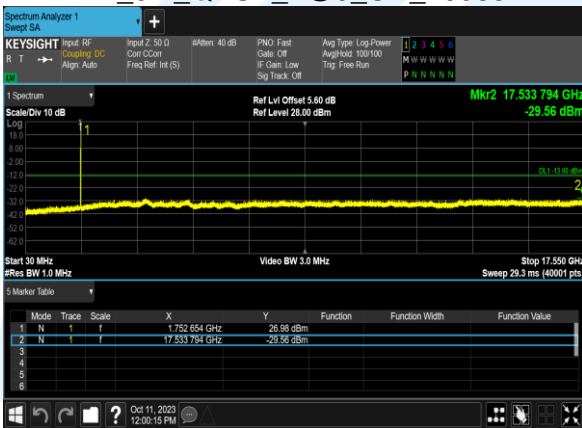 Spectrum Analyzer 1
Swept SA
KEYSIGHT
R T
LW
Input: RF
Coupling: DC
Align: Auto
Input Z: 50 Ω
Corr CCorr
Freq Ref: Int (S)
#Atten: 40 dB
PNO: Fast
Gate: Off
IF Gain: Low
Sig Track: Off
Avg Type: Log-Power
Avg|Hold: 100/100
Trig: Free Run
1 2 3 4 5 6
M W W W W W
P N N N N N
1 Spectrum
Scale/Div 10 dB
Ref Lvl Offset 5.60 dB
Ref Level 28.00 dBm
Mkr2 17.533 794 GHz
-29.56 dBm
Log
18.0
8.00
-2.00
-12.0
-22.0
-32.0
-42.0
-52.0
-62.0
1
DL1 -13.00 dBm
2
Start 30 MHz
#Res BW 1.0 MHz
Video BW 3.0 MHz
Stop 17.550 GHz
Sweep 29.3 ms (40001 pts
5 Marker Table
Mode Trace Scale X Y Function Function Width Function Value
1 N 1 f 1.752 654 GHz 26.98 dBm
2 N 1 f 17.533 794 GHz -29.56 dBm
3
4
5
6
?
Oct 11, 2023
12:00:15 PM